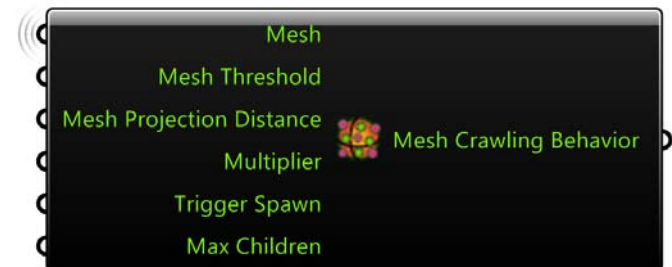 Mesh
Mesh Threshold
Mesh Projection Distance
Mesh Crawling Behavior
Multiplier
Trigger Spawn
Max Children